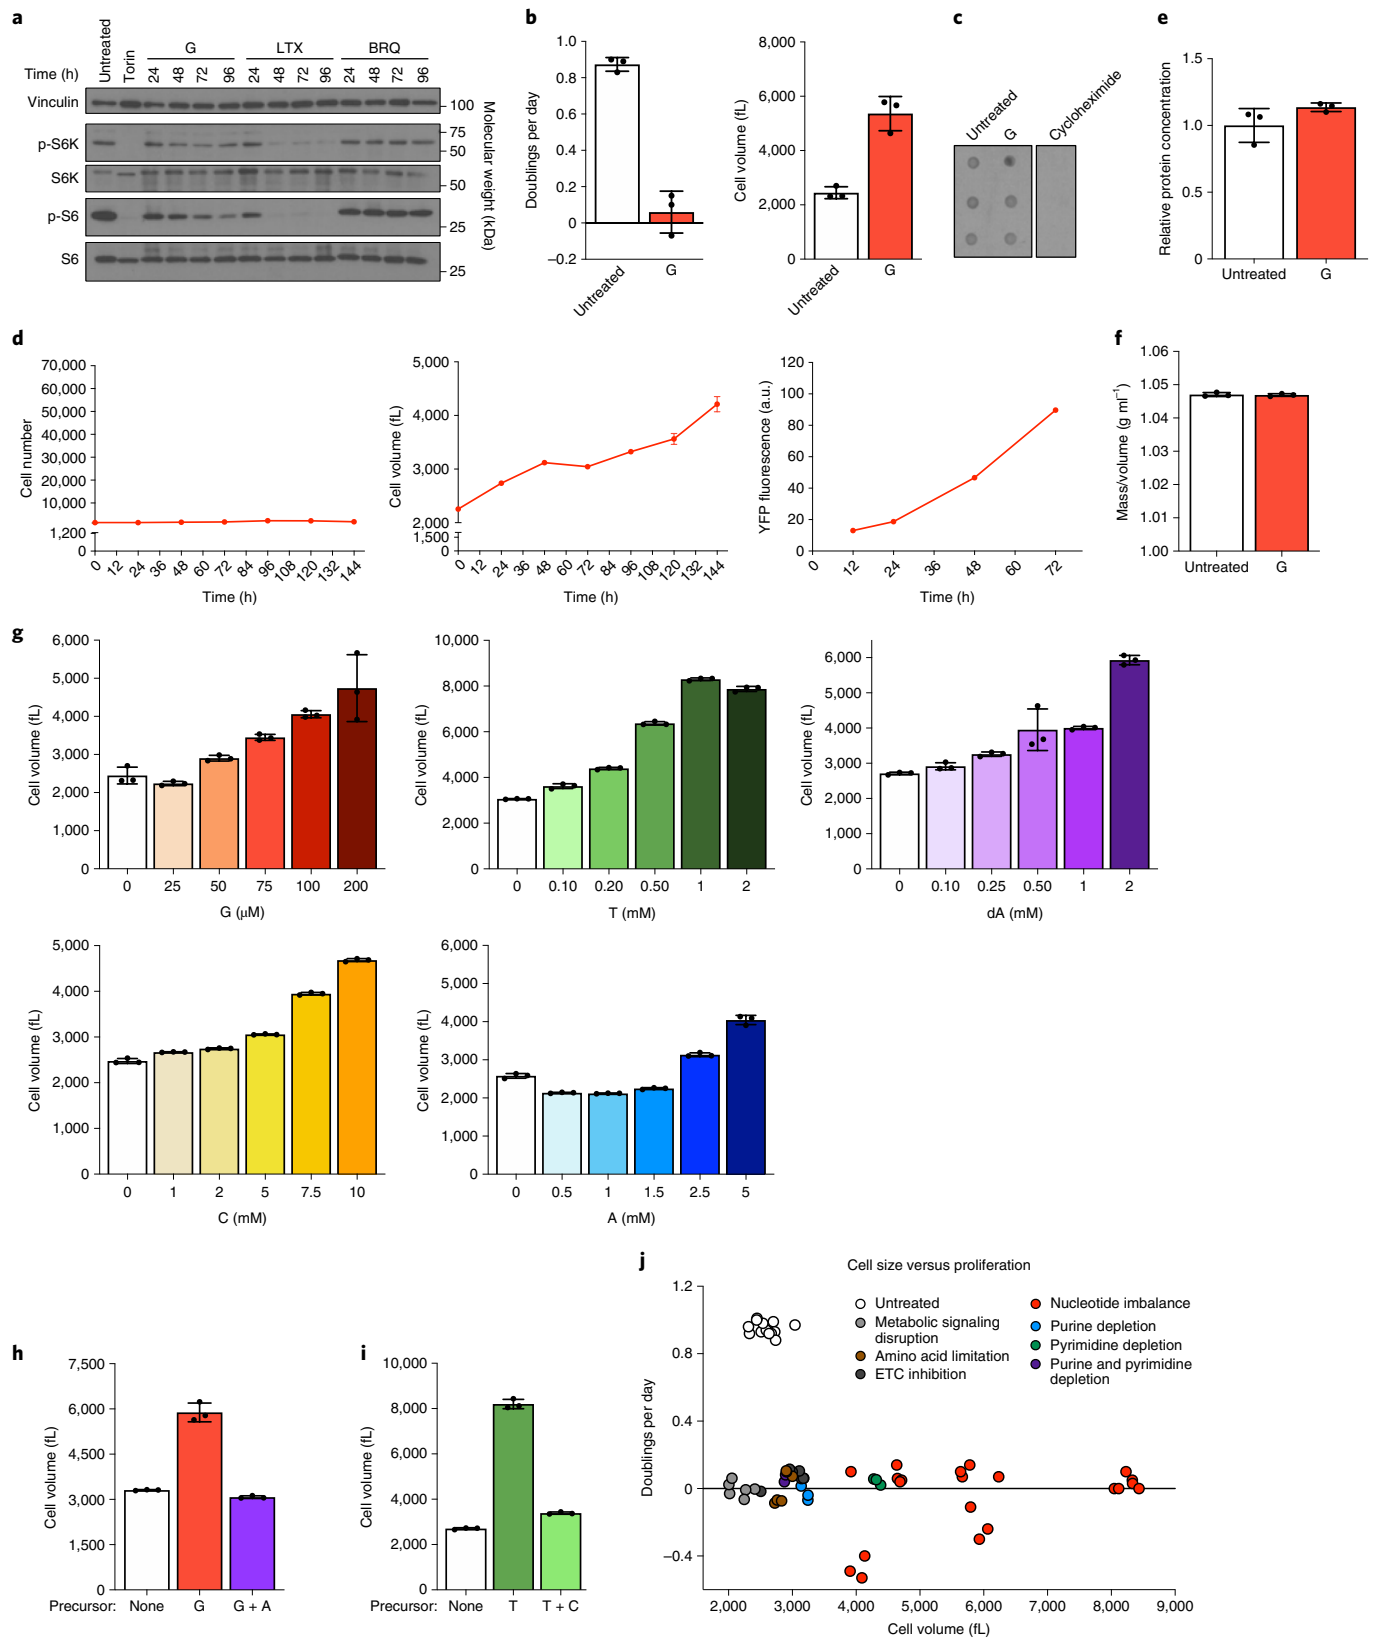 a
Untreated
Torin
G
LTX
BRQ
Time (h)
24 48 72 96 24 48 72 96 24 48 72 96
Vinculin
p-S6K
S6K
p-S6
S6
100
75
50
50
25
25
Molecular weight (kDa)
b
Doublings per day
1.0
0.8
0.6
0.4
0.2
0
–0.2
Untreated
G
Cell volume (fL)
8,000
6,000
4,000
2,000
0
Untreated
G
c
Untreated
G
Cycloheximide
e
Relative protein concentration
1.5
1.0
0.5
0
Untreated
G
d
Cell number
70,000
60,000
50,000
40,000
30,000
20,000
10,000
1,200
0
0 12 24 36 48 60 72 84 96 108 120 132 144
Time (h)
Cell volume (fL)
5,000
4,000
3,000
2,000
1,500
0
0 12 24 36 48 60 72 84 96 108 120 132 144
Time (h)
YFP fluorescence (a.u.)
120
100
80
60
40
20
0
0 12 24 36 48 60 72
Time (h)
f
Mass/volume (g ml⁻¹)
1.06
1.05
1.04
1.03
1.02
1.01
1.00
Untreated
G
g
Cell volume (fL)
6,000
5,000
4,000
3,000
2,000
1,000
0
0 25 50 75 100 200
G (μM)
Cell volume (fL)
10,000
8,000
6,000
4,000
2,000
0
0 0.10 0.20 0.50 1 2
T (mM)
Cell volume (fL)
6,000
5,000
4,000
3,000
2,000
1,000
0
0 0.10 0.25 0.50 1 2
dA (mM)
Cell volume (fL)
5,000
4,000
3,000
2,000
1,000
0
0 1 2 5 7.5 10
C (mM)
Cell volume (fL)
6,000
5,000
4,000
3,000
2,000
1,000
0
0 0.5 1 1.5 2.5 5
A (mM)
h
Cell volume (fL)
7,500
6,000
4,500
3,000
1,500
0
Precursor: None G G + A
i
Cell volume (fL)
10,000
8,000
6,000
4,000
2,000
0
Precursor: None T T + C
j
Cell size versus proliferation
Untreated
Metabolic signaling
disruption
Amino acid limitation
ETC inhibition
Nucleotide imbalance
Purine depletion
Pyrimidine depletion
Purine and pyrimidine
depletion
Doublings per day
1.2
0.8
0.4
0
–0.4
2,000 3,000 4,000 5,000 6,000 7,000 8,000 9,000
Cell volume (fL)